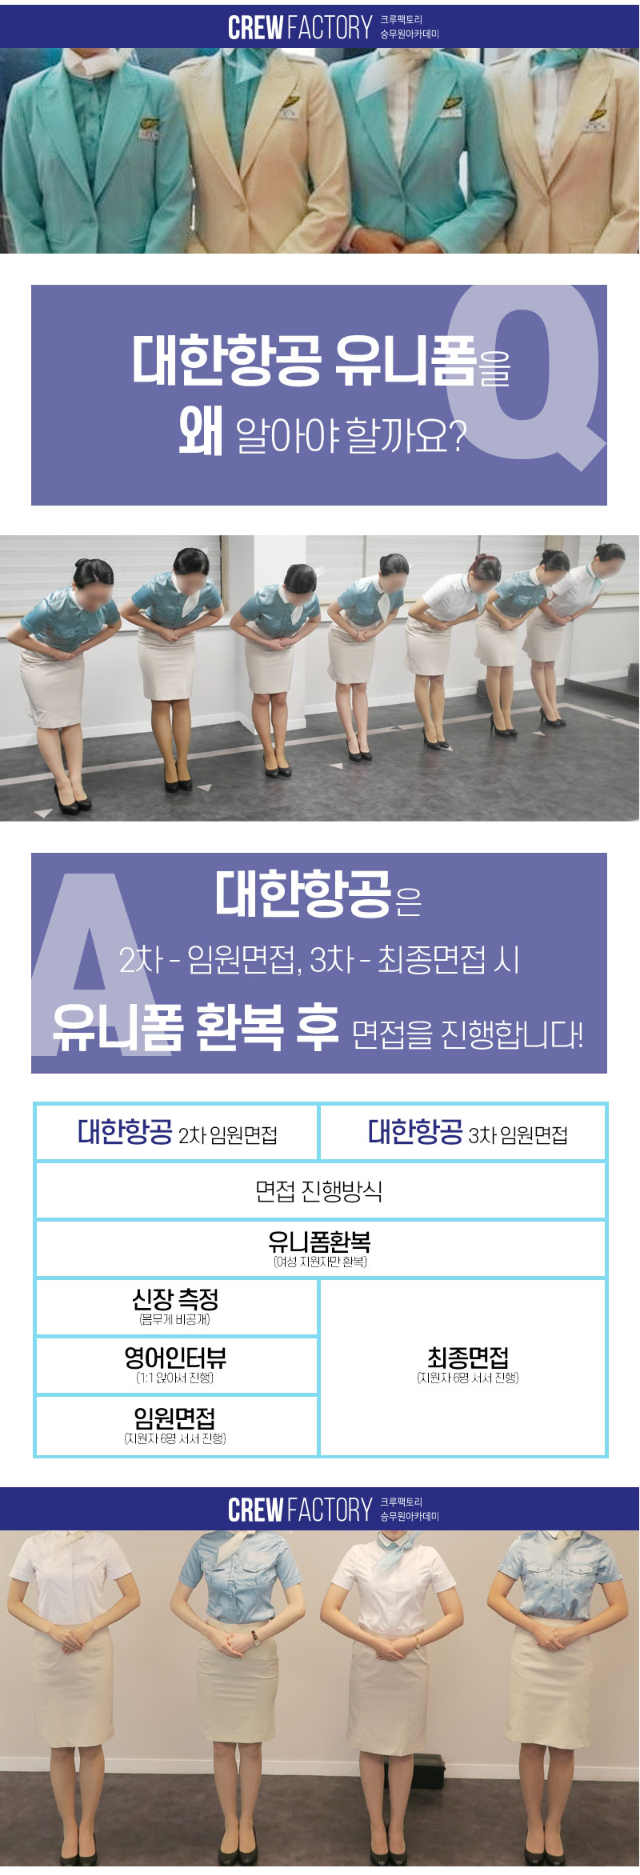 CREW FACTORY 크루팩토리
승무원아카데미
대한항공 유니폼을
왜 알아야 할까요?
Q
A
대한항공은
2차 - 임원면접, 3차 - 최종면접 시
유니폼 환복 후 면접을 진행합니다!
대한항공 2차 임원면접
대한항공 3차 임원면접
면접 진행방식
유니폼환복
(여성 지원자만 환복)
신장 측정
(몸무게 비공개)
영어인터뷰
(1:1 앉아서 진행)
임원면접
(지원자 6명 서서 진행)
최종면접
(지원자 6명 서서 진행)
CREW FACTORY 크루팩토리
승무원아카데미